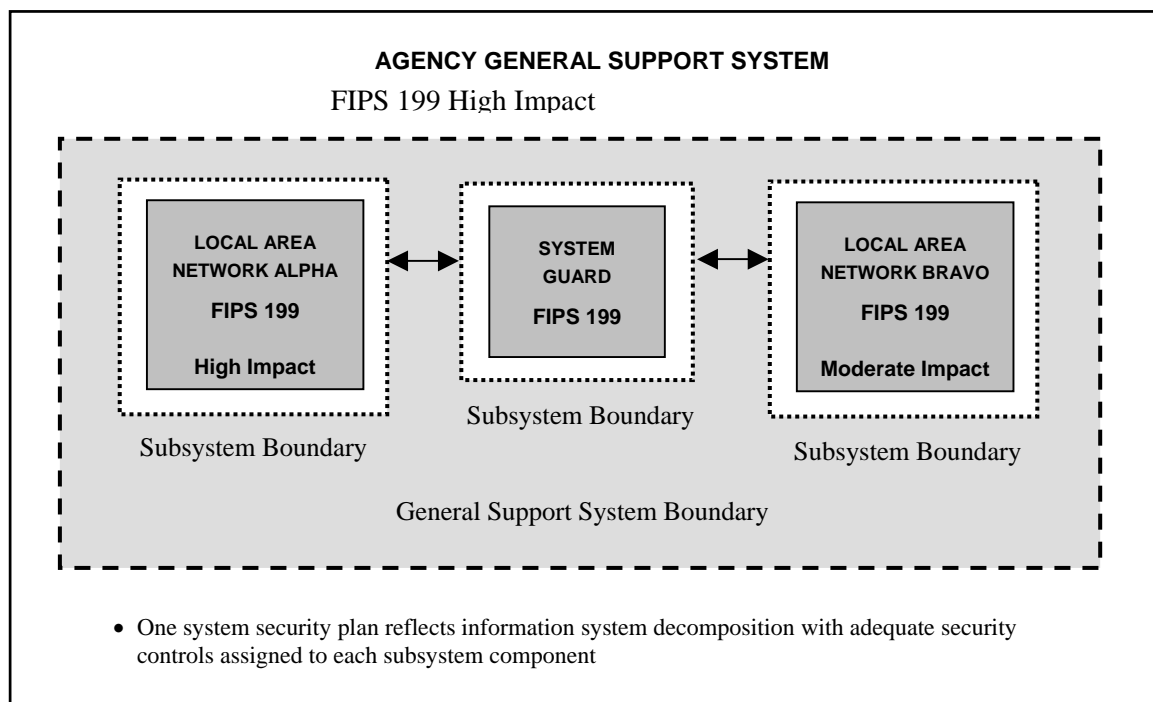 AGENCY GENERAL SUPPORT SYSTEM
FIPS 199 High Impact
LOCAL AREA
NETWORK ALPHA
FIPS 199
High Impact
Subsystem Boundary
SYSTEM
GUARD
FIPS 199
Subsystem Boundary
LOCAL AREA
NETWORK BRAVO
FIPS 199
Moderate Impact
Subsystem Boundary
General Support System Boundary
• One system security plan reflects information system decomposition with adequate security
controls assigned to each subsystem component